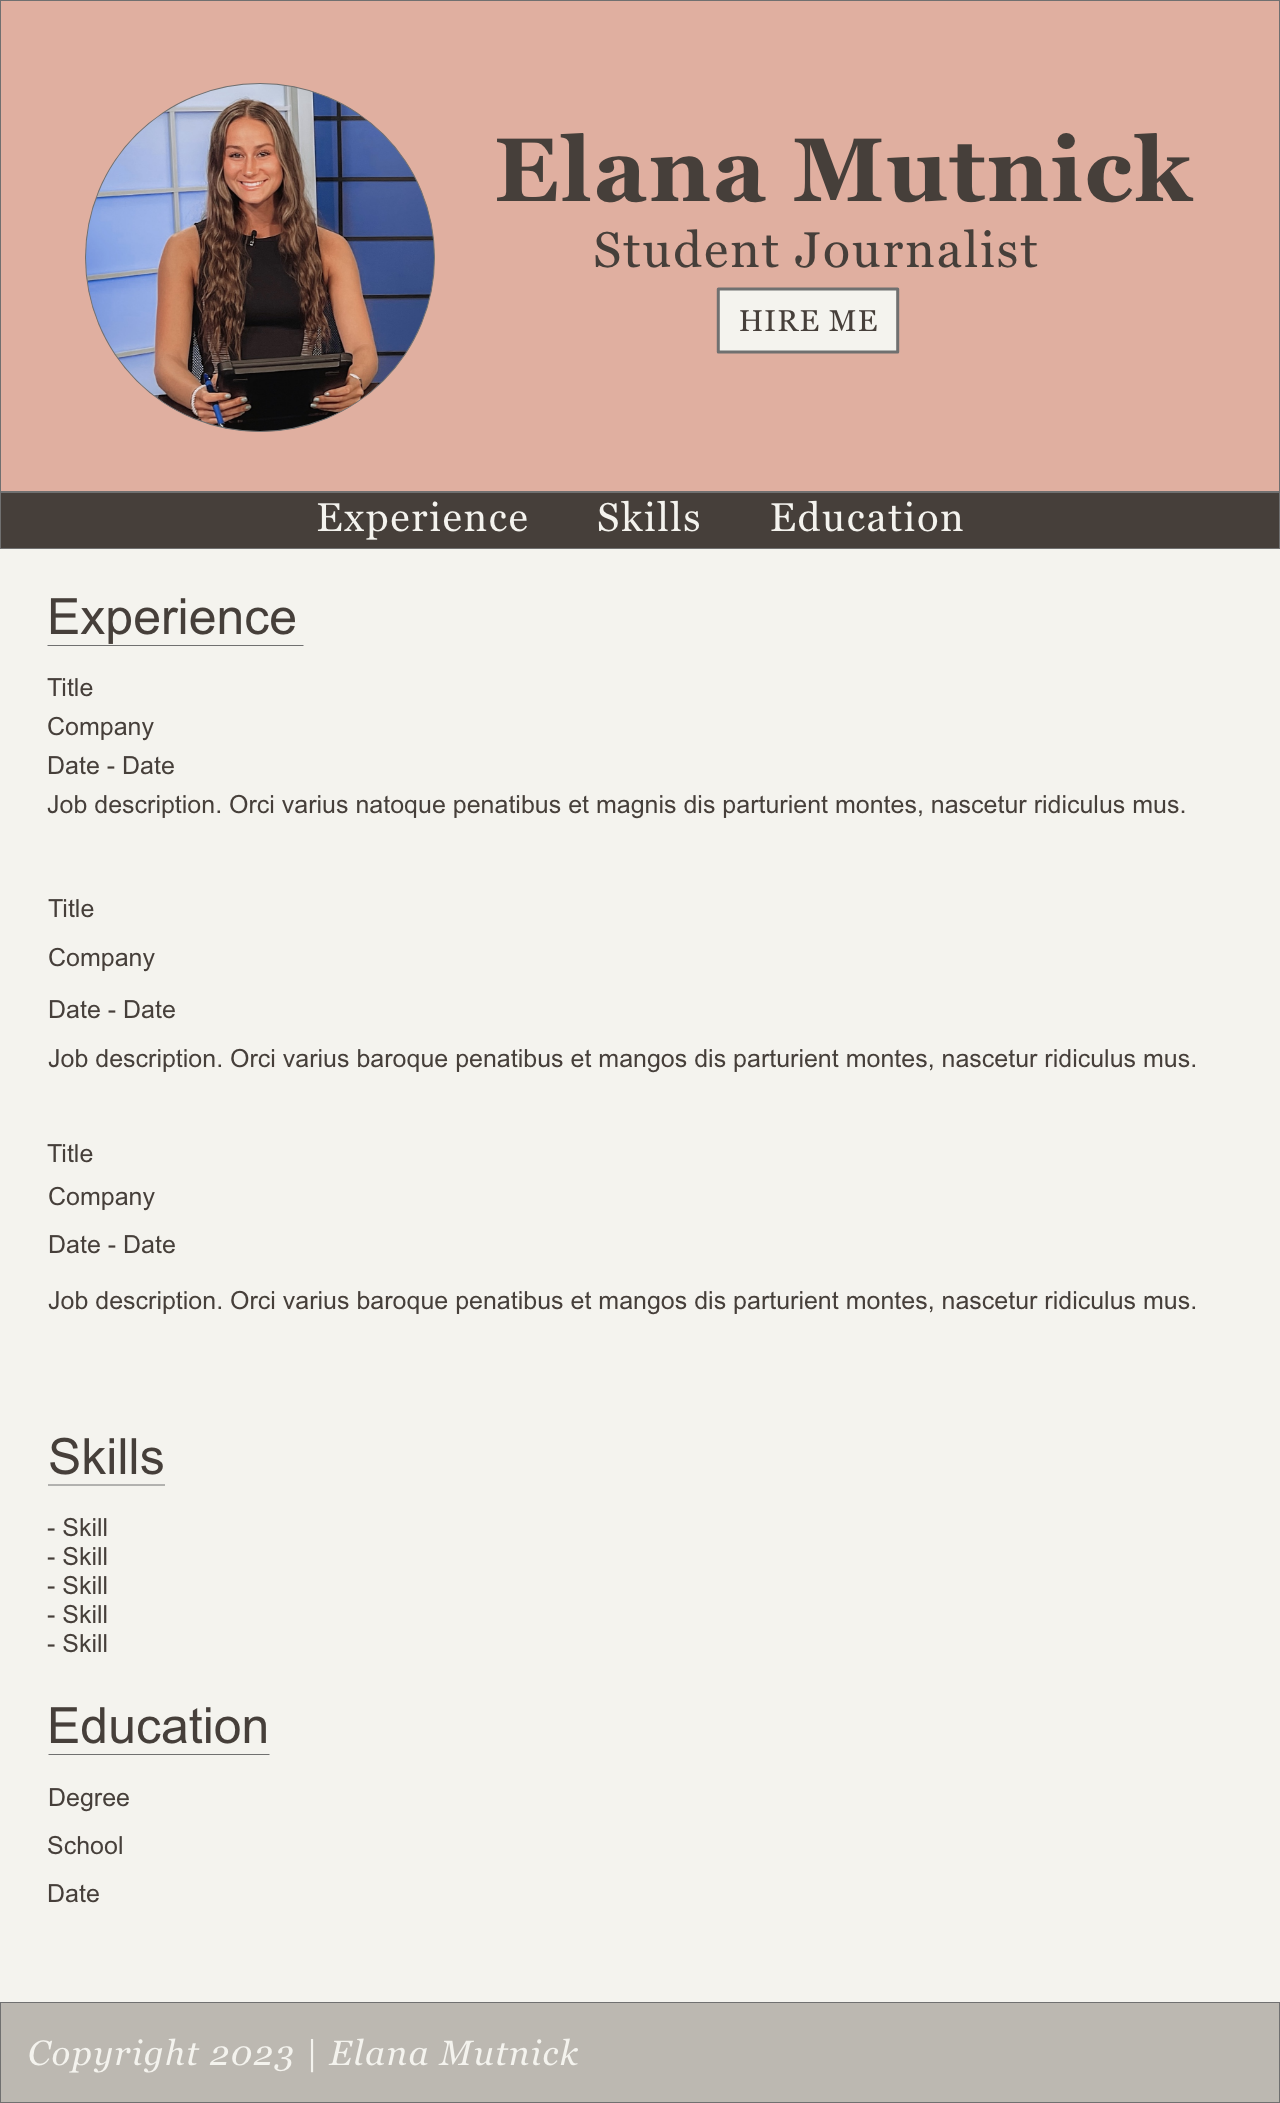 Elana Mutnick
Student Journalist
HIRE ME
Experience Skills Education
Experience
Title
Company
Date - Date
Job description. Orci varius natoque penatibus et magnis dis parturient montes, nascetur ridiculus mus.
Title
Company
Date - Date
Job description. Orci varius baroque penatibus et mangos dis parturient montes, nascetur ridiculus mus.
Title
Company
Date - Date
Job description. Orci varius baroque penatibus et mangos dis parturient montes, nascetur ridiculus mus.
Skills
- Skill
- Skill
- Skill
- Skill
- Skill
Education
Degree
School
Date
Copyright 2023 | Elana Mutnick